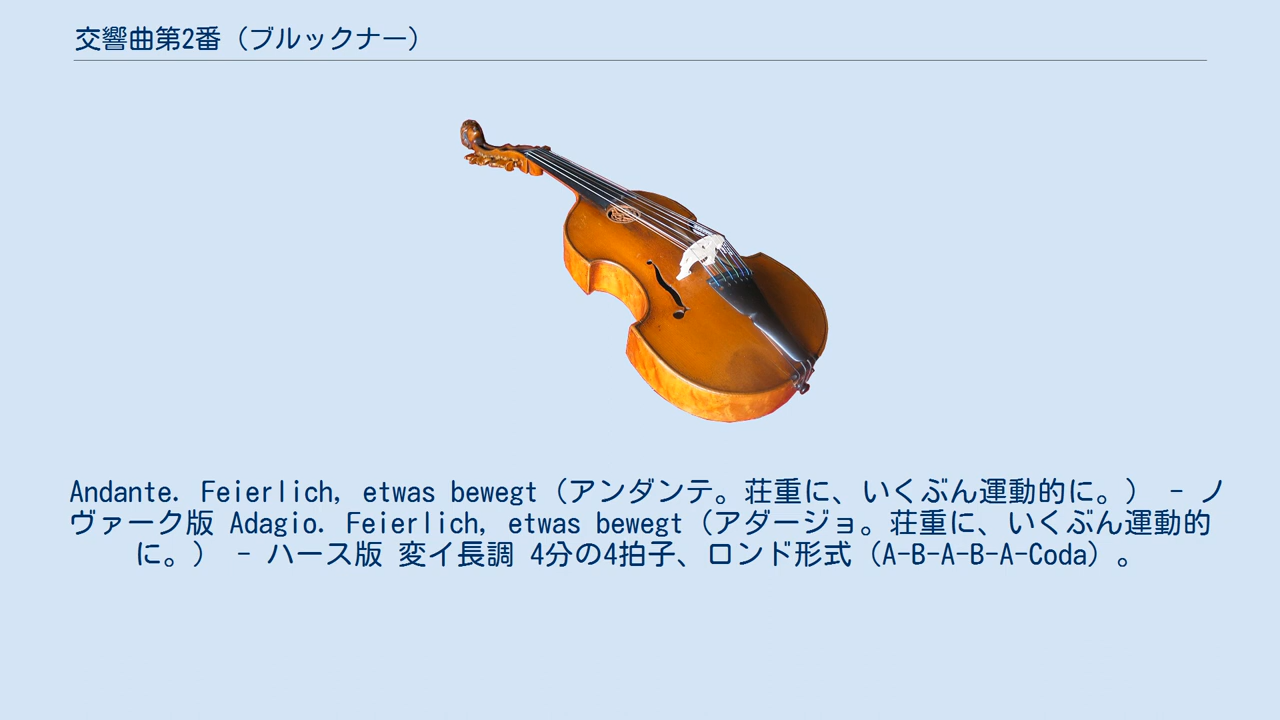 交響曲第2番（ブルックナー）
Andante. Feierlich, etwas bewegt（アンダンテ。荘重に、いくぶん運動的に。） - ノ
ヴァーク版 Adagio. Feierlich, etwas bewegt（アダージョ。荘重に、いくぶん運動的
に。） - ハース版 変イ長調 4分の4拍子、ロンド形式（A-B-A-B-A-Coda）。